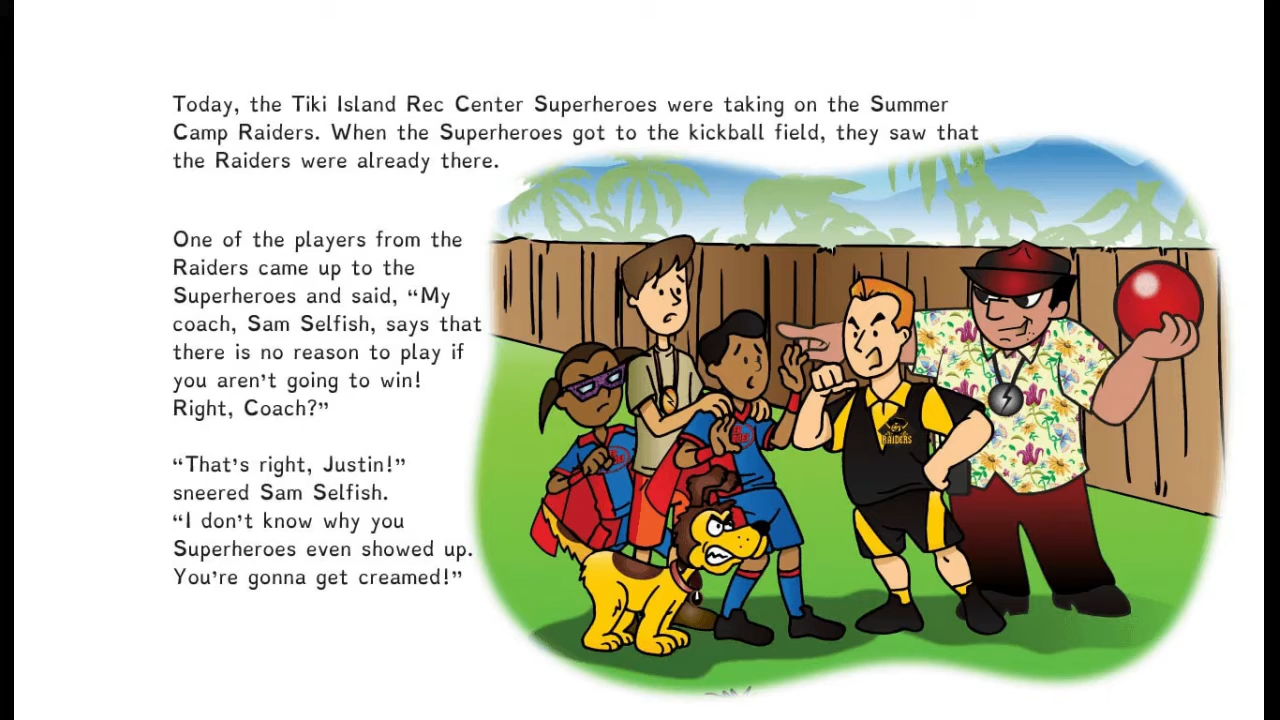 Today, the Tiki Island Rec Center Superheroes were taking on the Summer
Camp Raiders. When the Superheroes got to the kickball field, they saw that
the Raiders were already there.
One of the players from the
Raiders came up to the
Superheroes and said, “My
coach, Sam Selfish, says that
there is no reason to play if
you aren’t going to win!
Right, Coach?”
“That’s right, Justin!”
sneered Sam Selfish.
“I don’t know why you
Superheroes even showed up.
You’re gonna get creamed!”
RAIDERS